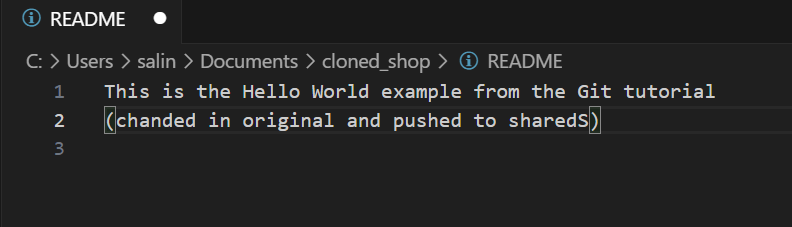 README
C: > Users > salin > Documents > cloned_shop > README
1 This is the Hello World example from the Git tutorial
2 (chanded in original and pushed to sharedS)
3